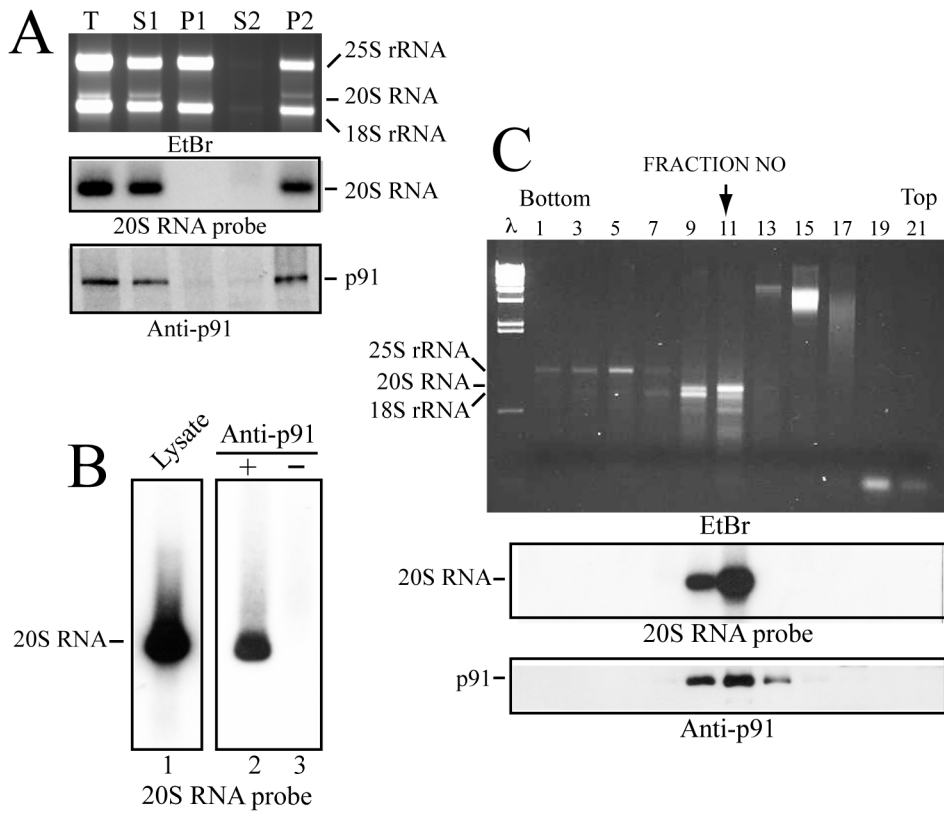 A
T S1 P1 S2 P2
25S rRNA
20S RNA
18S rRNA
EtBr
20S RNA
20S RNA probe
p91
Anti-p91
B
Lysate
Anti-p91
+ −
20S RNA
1 2 3
20S RNA probe
C
FRACTION NO
Bottom Top
λ 1 3 5 7 9 11 13 15 17 19 21
25S rRNA
20S RNA
18S rRNA
EtBr
20S RNA
20S RNA probe
p91
Anti-p91